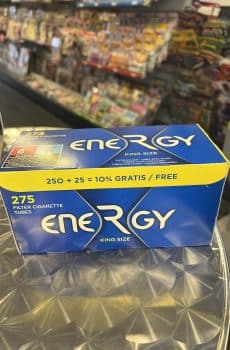 275
FILTER CIGARETTE
TUBES
eneRGY
KING SIZE
250 + 25 = 10% GRATIS / FREE
275
FILTER CIGARETTE
TUBES
eneRGY
KING SIZE